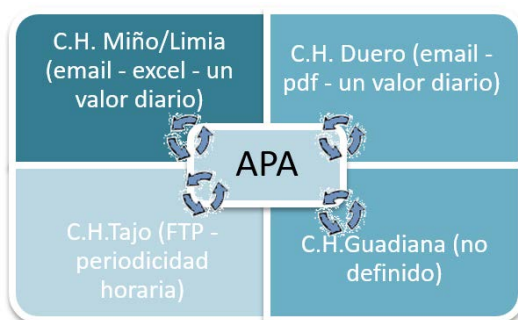 C.H. Miño/Limia
(email - excel - un
valor diario)
C.H. Duero (email -
pdf - un valor diario)
APA
C.H.Tajo (FTP -
periodicidad
horaria)
C.H.Guadiana (no
definido)